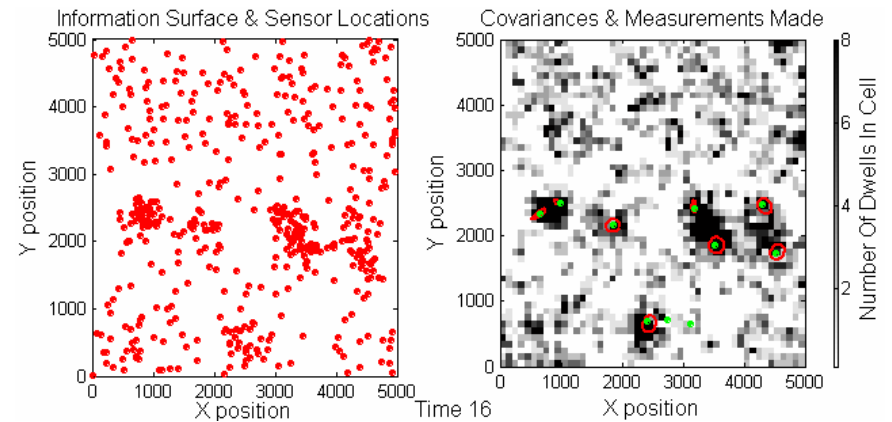 Information Surface & Sensor Locations
5000
4000
3000
2000
1000
0
Y position
0 1000 2000 3000 4000 5000
X position
Covariances & Measurements Made
5000
4000
3000
2000
1000
0
Y position
0 1000 2000 3000 4000 5000
X position
8
6
4
2
Number Of Dwells In Cell
Time 16